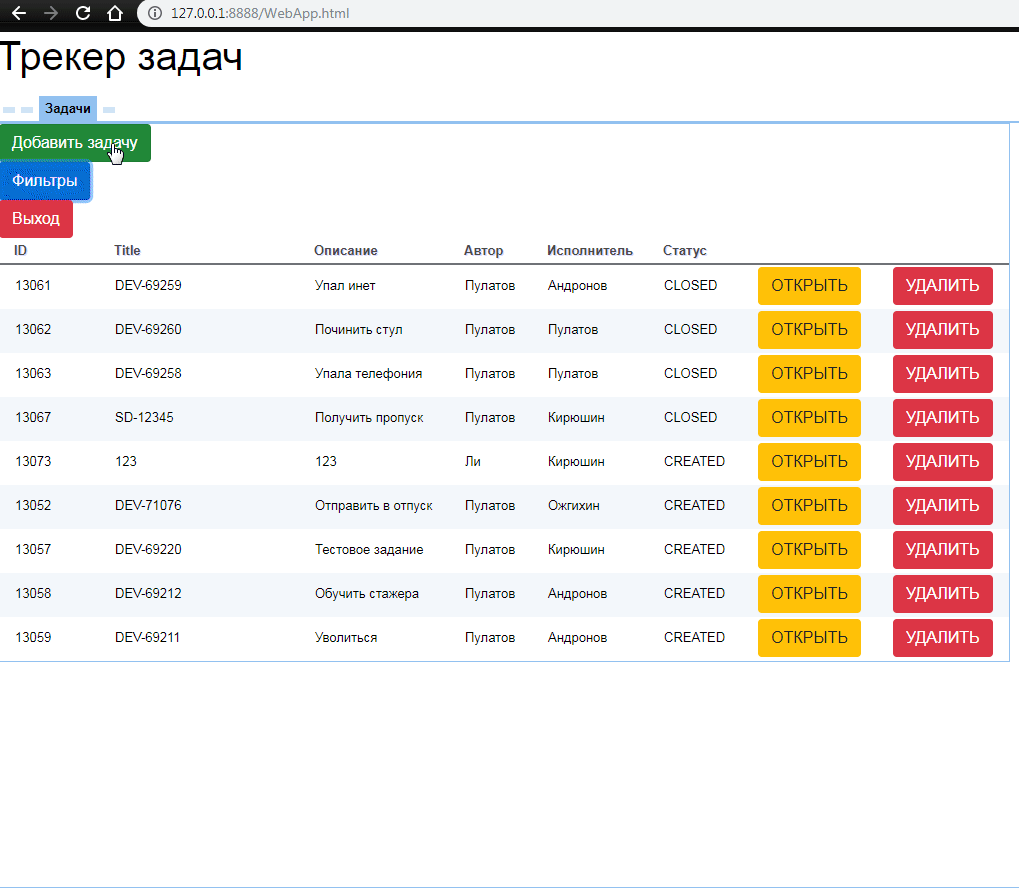 127.0.0.1:8888/WebApp.html
Трекер задач
Задачи
Добавить задачу
Фильтры
Выход
ID Title Описание Автор Исполнитель Статус
13061 DEV-69259 Упал инет Пулатов Андронов CLOSED ОТКРЫТЬ УДАЛИТЬ
13062 DEV-69260 Починить стул Пулатов Пулатов CLOSED ОТКРЫТЬ УДАЛИТЬ
13063 DEV-69258 Упала телефония Пулатов Пулатов CLOSED ОТКРЫТЬ УДАЛИТЬ
13067 SD-12345 Получить пропуск Пулатов Кирюшин CLOSED ОТКРЫТЬ УДАЛИТЬ
13073 123 123 Ли Кирюшин CREATED ОТКРЫТЬ УДАЛИТЬ
13052 DEV-71076 Отправить в отпуск Пулатов Ожгихин CREATED ОТКРЫТЬ УДАЛИТЬ
13057 DEV-69220 Тестовое задание Пулатов Кирюшин CREATED ОТКРЫТЬ УДАЛИТЬ
13058 DEV-69212 Обучить стажера Пулатов Андронов CREATED ОТКРЫТЬ УДАЛИТЬ
13059 DEV-69211 Уволиться Пулатов Андронов CREATED ОТКРЫТЬ УДАЛИТЬ